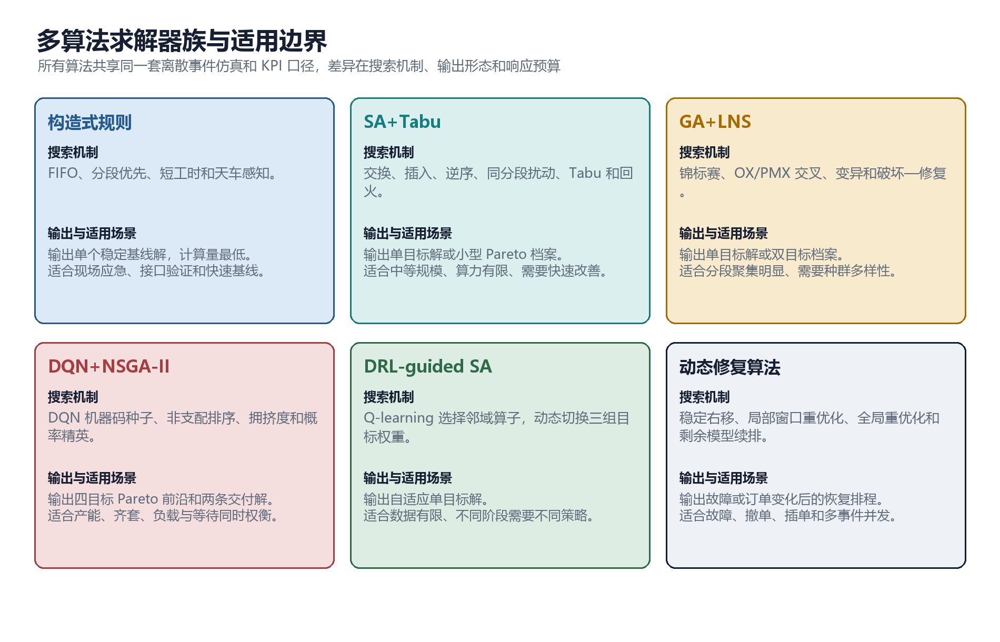 多算法求解器族与适用边界
所有算法共享同一套离散事件仿真和 KPI 口径，差异在搜索机制、输出形态和响应预算
构造式规则
搜索机制
FIFO、分段优先、短工时和天车感知。
输出与适用场景
输出单个稳定基线解，计算量最低。
适合现场应急、接口验证和快速基线。
SA+Tabu
搜索机制
交换、插入、逆序、同分段扰动、Tabu 和回
火。
输出与适用场景
输出单目标解或小型 Pareto 档案。
适合中等规模、算力有限、需要快速改善。
GA+LNS
搜索机制
锦标赛、OX/PMX 交叉、变异和破坏—修复
。
输出与适用场景
输出单目标解或双目标档案。
适合分段聚集明显、需要种群多样性。
DQN+NSGA-II
搜索机制
DQN 机器码种子、非支配排序、拥挤度和概
率精英。
输出与适用场景
输出四目标 Pareto 前沿和两条交付解。
适合产能、齐套、负载与等待同时权衡。
DRL-guided SA
搜索机制
Q-learning 选择邻域算子，动态切换三组目
标权重。
输出与适用场景
输出自适应单目标解。
适合数据有限、不同阶段需要不同策略。
动态修复算法
搜索机制
稳定右移、局部窗口重优化、全局重优化和
剩余模型续排。
输出与适用场景
输出故障或订单变化后的恢复排程。
适合故障、撤单、插单和多事件并发。